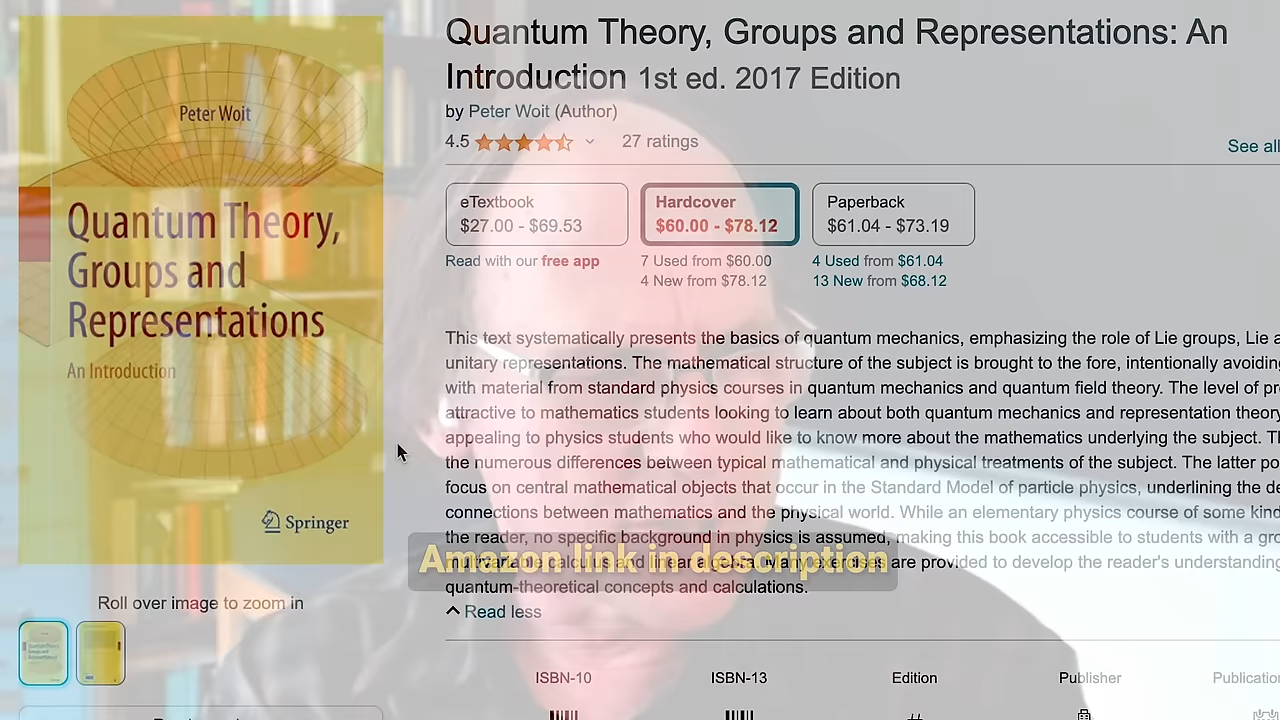 Peter Woit
Quantum Theory,
Groups and
Representations
An Introduction
Springer
Roll over image to zoom in
Quantum Theory, Groups and Representations: An
Introduction 1st ed. 2017 Edition
by Peter Woit (Author)
4.5 27 ratings
See all
eTextbook
$27.00 - $69.53
Read with our free app
Hardcover
$60.00 - $78.12
7 Used from $60.00
4 New from $78.12
Paperback
$61.04 - $73.19
4 Used from $61.04
13 New from $68.12
This text systematically presents the basics of quantum mechanics, emphasizing the role of Lie groups, Lie a
unitary representations. The mathematical structure of the subject is brought to the fore, intentionally avoiding
with material from standard physics courses in quantum mechanics and quantum field theory. The level of pr
attractive to mathematics students looking to learn about both quantum mechanics and representation theory
appealing to physics students who would like to know more about the mathematics underlying the subject. Th
the numerous differences between typical mathematical and physical treatments of the subject. The latter po
focus on central mathematical objects that occur in the Standard Model of particle physics, underlining the de
connections between mathematics and the physical world. While an elementary physics course of some kind
the reader, no specific background in physics is assumed, making this book accessible to students with a gro
multivariable calculus and linear algebra. Many exercises are provided to develop the reader's understanding
quantum-theoretical concepts and calculations.
Amazon link in description
Read less
ISBN-10 ISBN-13 Edition Publisher Publication